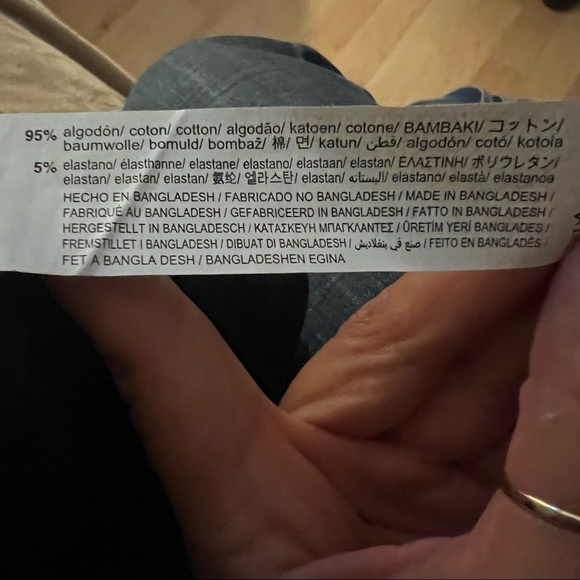 95% algodón/ coton/ cotton/ algodão/ katoen/ cotone/ BAMBAKI/ コットン/
baumwolle/ bomuld/ bombaž/ 棉/ 면/ katun/ قطن/ algodón/ cotó/ kotoia
5% elastano/ élasthanne/ elastane/ elastano/ elastaan/ elastan/ ΕΛΑΣΤΙΝΗ/ ポリウレタン/
elastan/ elastan/ elastan/ 氨纶/ 엘라스탄/ elastan/ البستانه/ elastano/ elastà/ elastanoa
HECHO EN BANGLADESH / FABRICADO NO BANGLADESH / MADE IN BANGLADESH /
FABRIQUÉ AU BANGLADESH / GEFABRICEERD IN BANGLADESH / FATTO IN BANGLADESH /
HERGESTELLT IN BANGLADESCH / ΚΑΤΑΣΚΕΥΗ ΜΠΑΓΚΛΑΝΤΕΣ / ÜRETİM YERİ BANGLADEŞ /
FREMSTILLET I BANGLADESH / DIBUAT DI BANGLADESH / صنع في بنغلاديش / FEITO EN BANGLADÉS /
FET A BANGLA DESH / BANGLADESHEN EGINA